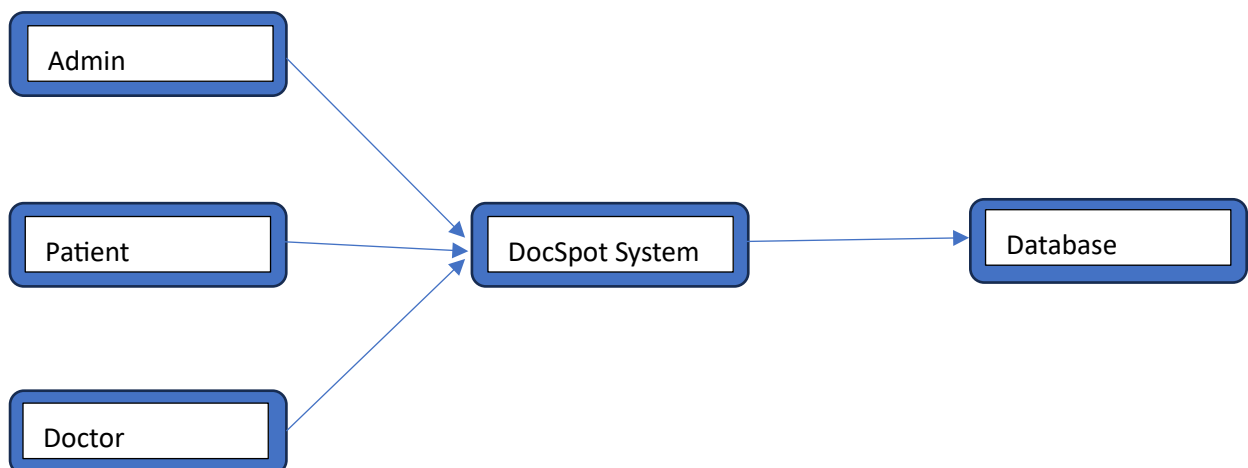 Admin
Patient
DocSpot System
Database
Doctor